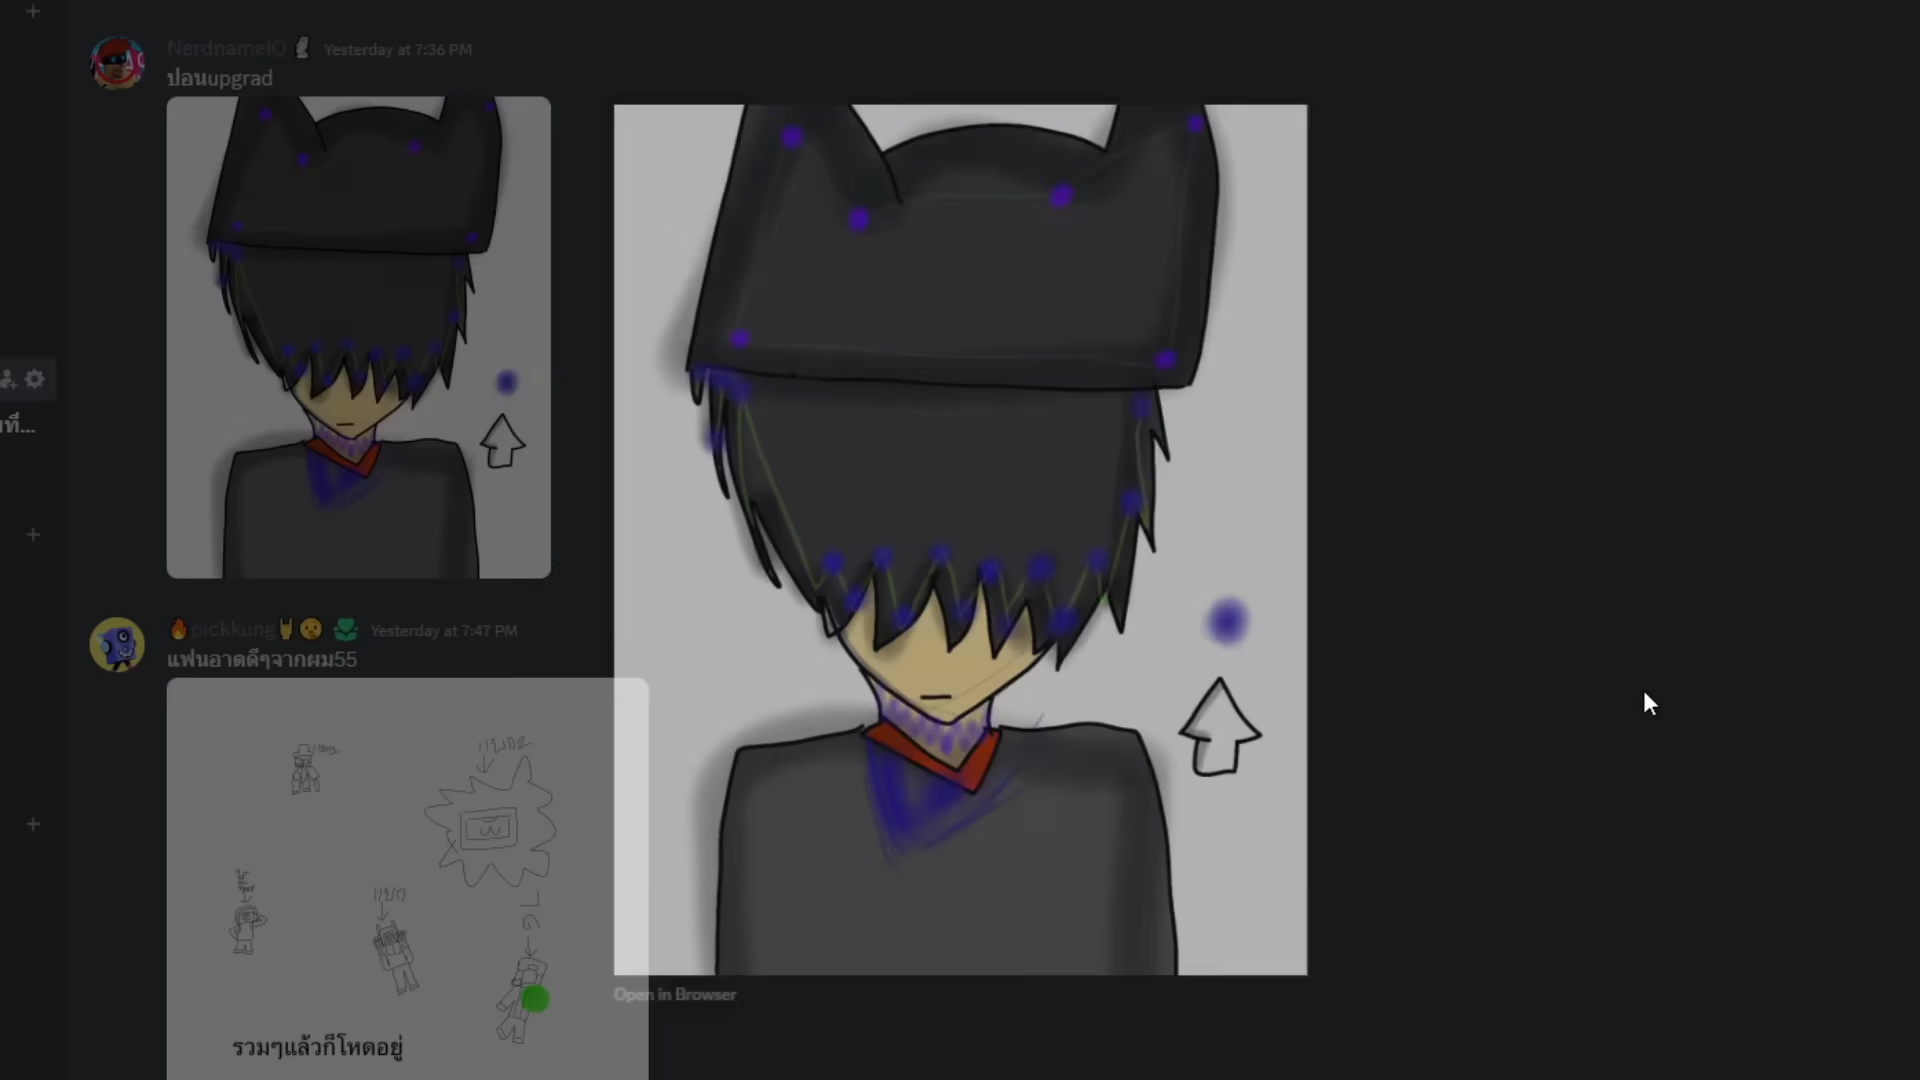 NerdnameIQ Yesterday at 7:36 PM
ปอนupgrad
ที่...
pickkung Yesterday at 7:47 PM
แฟนอาตดีๆจากผม55
Open in Browser
รวมๆแล้วก็โหดอยู่